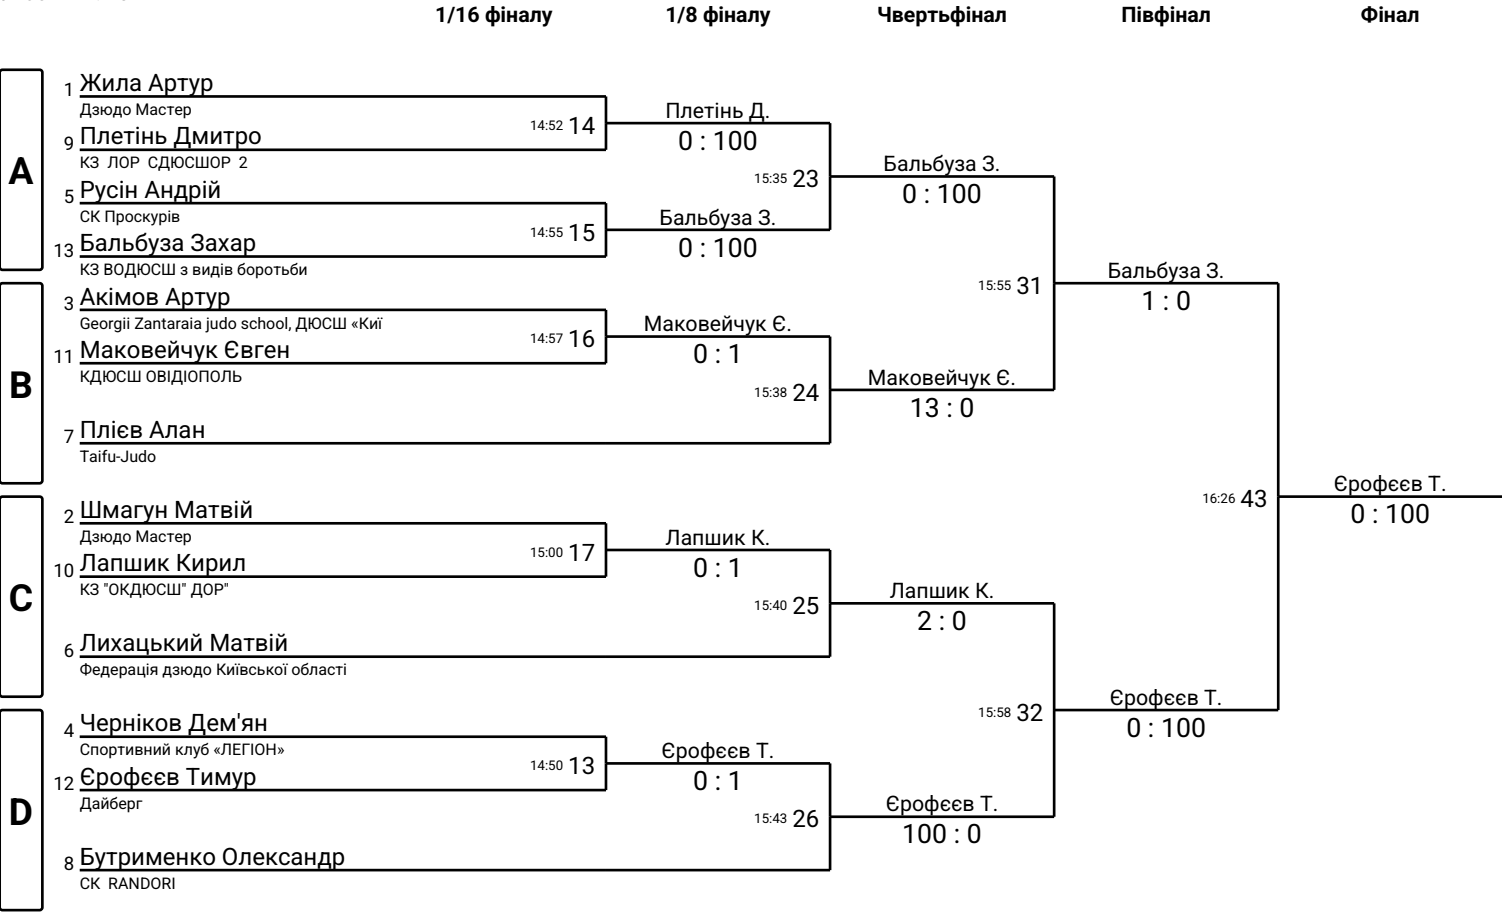 1/16 фіналу 1/8 фіналу Чвертьфінал Півфінал Фінал
A
1 Жила Артур
Дзюдо Мастер
9 Плетінь Дмитро
КЗ ЛОР СДЮСШОР 2
14:52 14
Плетінь Д.
0 : 100
5 Русін Андрій
СК Проскурів
13 Бальбуза Захар
КЗ ВОДЮСШ з видів боротьби
14:55 15
Бальбуза З.
0 : 100
15:35 23
Бальбуза З.
0 : 100
B
3 Акімов Артур
Georgii Zantaraia judo school, ДЮСШ «Киї
11 Маковейчук Євген
КДЮСШ ОВІДІОПОЛЬ
14:57 16
Маковейчук Є.
0 : 1
7 Плієв Алан
Taifu-Judo
15:38 24
Маковейчук Є.
13 : 0
15:55 31
Бальбуза З.
1 : 0
C
2 Шмагун Матвій
Дзюдо Мастер
10 Лапшик Кирил
КЗ "ОКДЮСШ" ДОР"
15:00 17
Лапшик К.
0 : 1
6 Лихацький Матвій
Федерація дзюдо Київської області
15:40 25
Лапшик К.
2 : 0
D
4 Черніков Дем'ян
Спортивний клуб «ЛЕГІОН»
12 Єрофєєв Тимур
Дайберг
14:50 13
Єрофєєв Т.
0 : 1
8 Бутрименко Олександр
СК RANDORI
15:43 26
Єрофєєв Т.
100 : 0
15:58 32
Єрофєєв Т.
0 : 100
16:26 43
Єрофєєв Т.
0 : 100